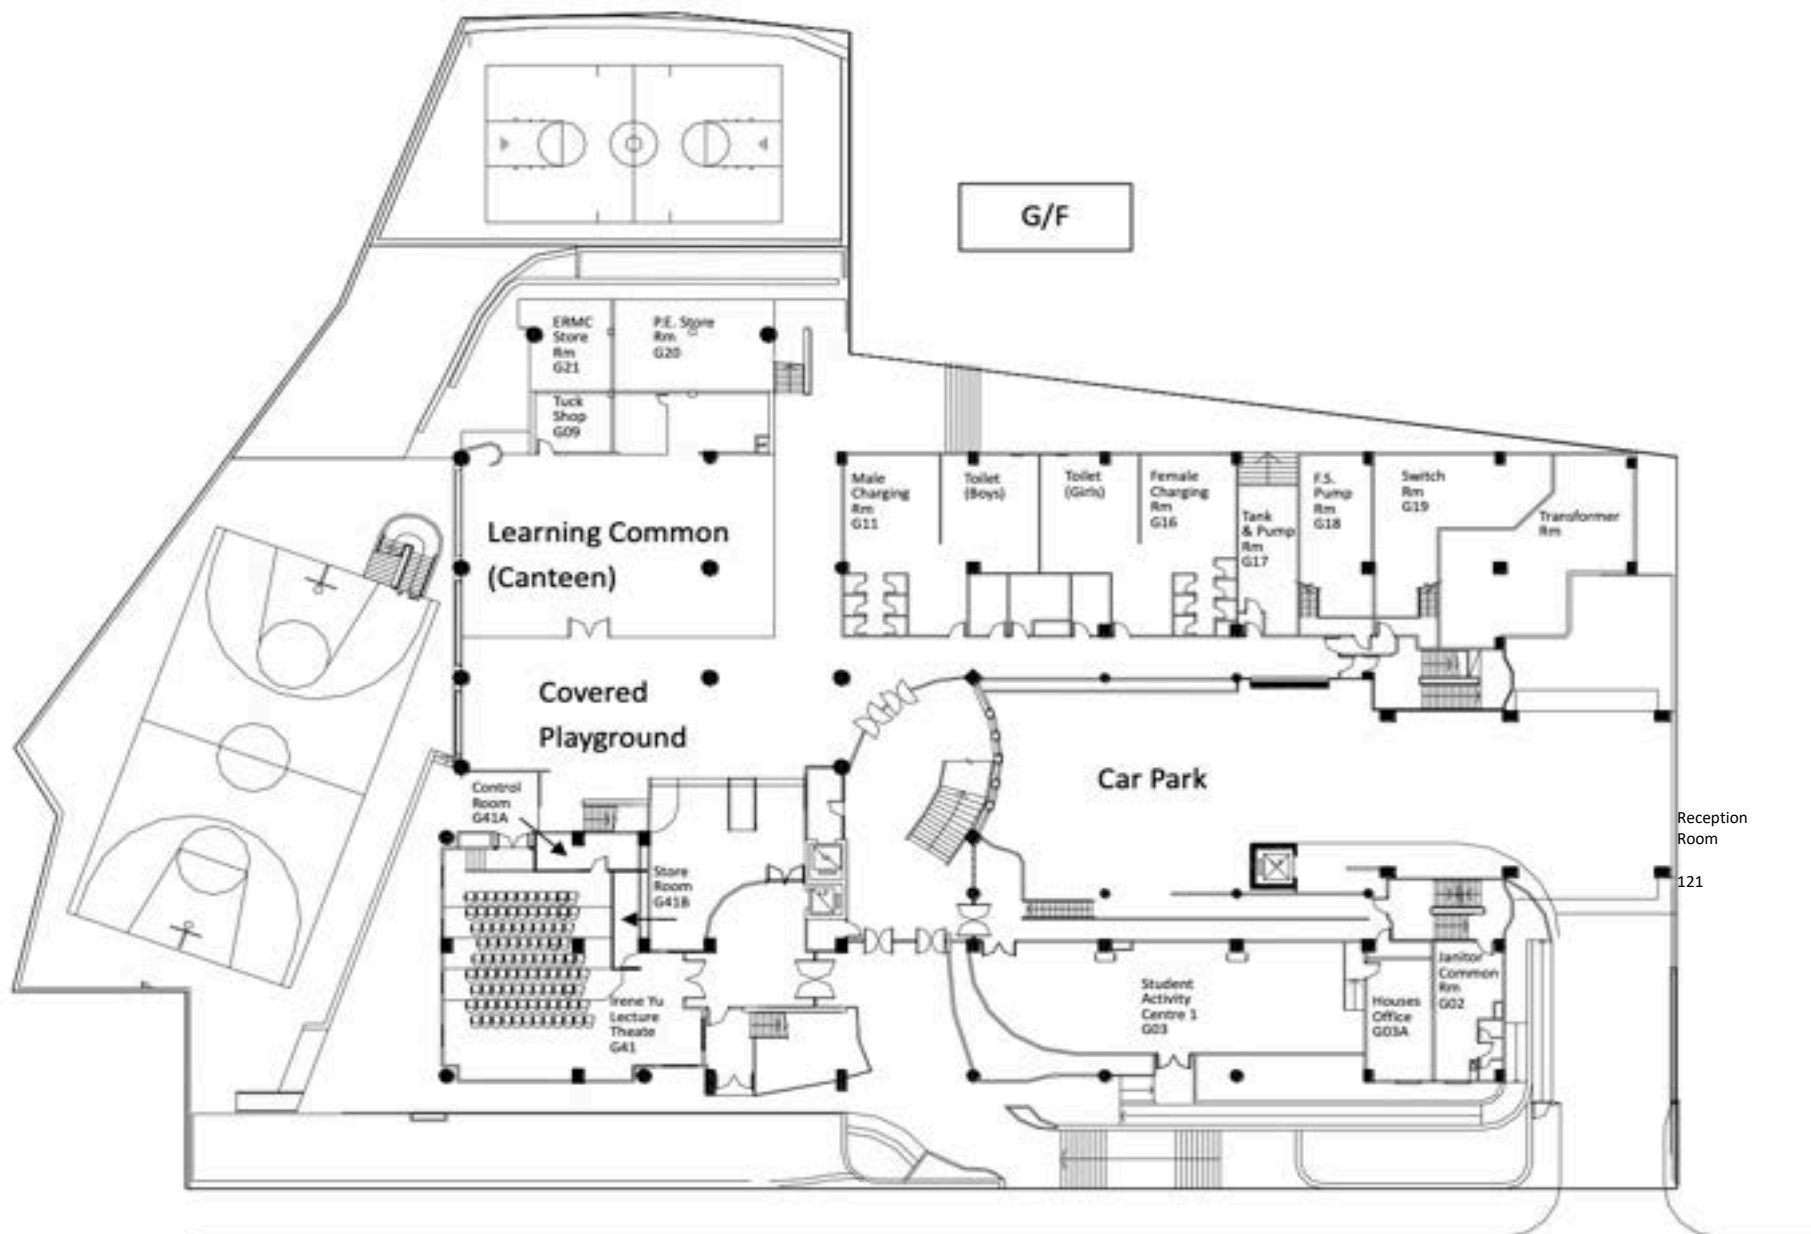 G/F
ERMC
Store
Rm
G21
P.E. Store
Rm
G20
Tuck
Shop
G09
Learning Common
(Canteen)
Male
Charging
Rm
G11
Toilet
(Boys)
Toilet
(Girls)
Female
Charging
Rm
G16
Tank
& Pump
Rm
G17
F.S.
Pump
Rm
G18
Switch
Rm
G19
Transformer
Rm
Covered
Playground
Car Park
Control
Room
G41A
Reception
Room
121
Store
Room
G41B
Irene Yu
Lecture
Theate
G41
Student
Activity
Centre 1
G03
Houses
Office
G03A
Janitor
Common
Rm
G02